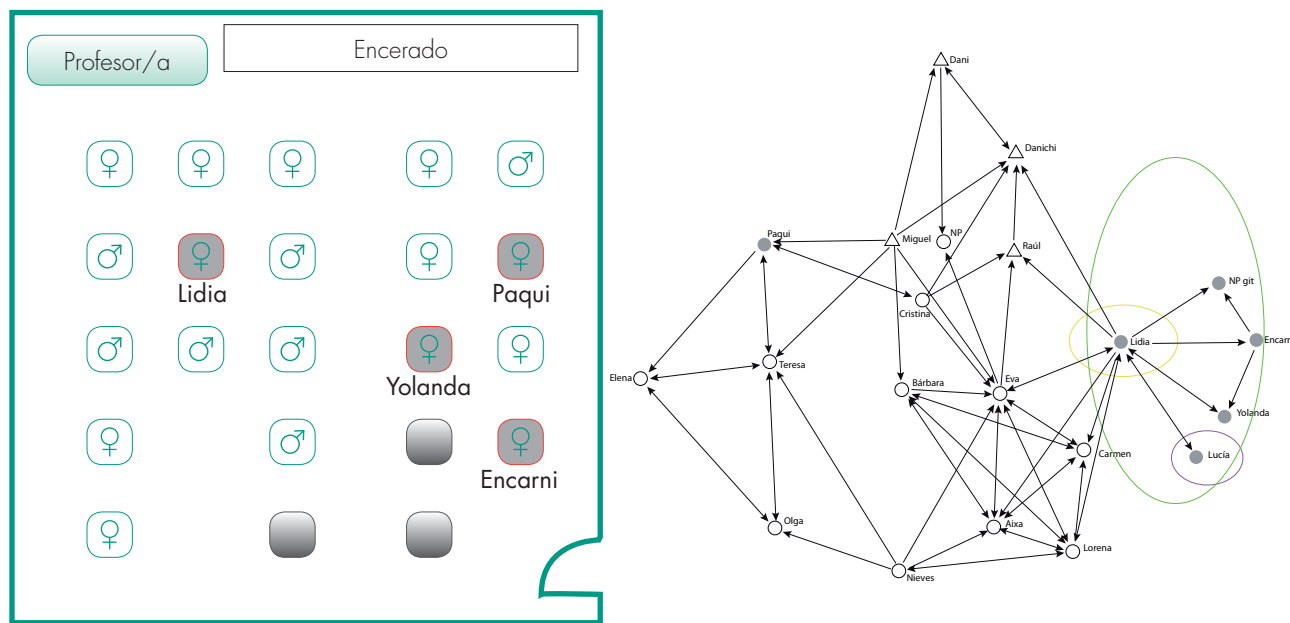 Profesor/a
Encerado
Lidia
Paqui
Yolanda
Encarni
Dani
Danichi
Paqui
Miguel
NP
Raúl
Cristina
NP git
Lidia
Encarn
Elena
Teresa
Bárbara
Eva
Yolanda
Carmen
Lucía
Olga
Aixa
Lorena
Nieves